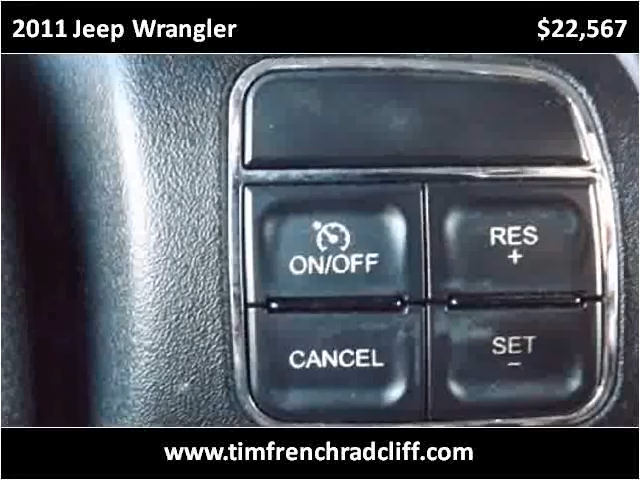 2011 Jeep Wrangler $22,567
ON/OFF
RES
+
CANCEL
SET
-
www.timfrenchradcliff.com